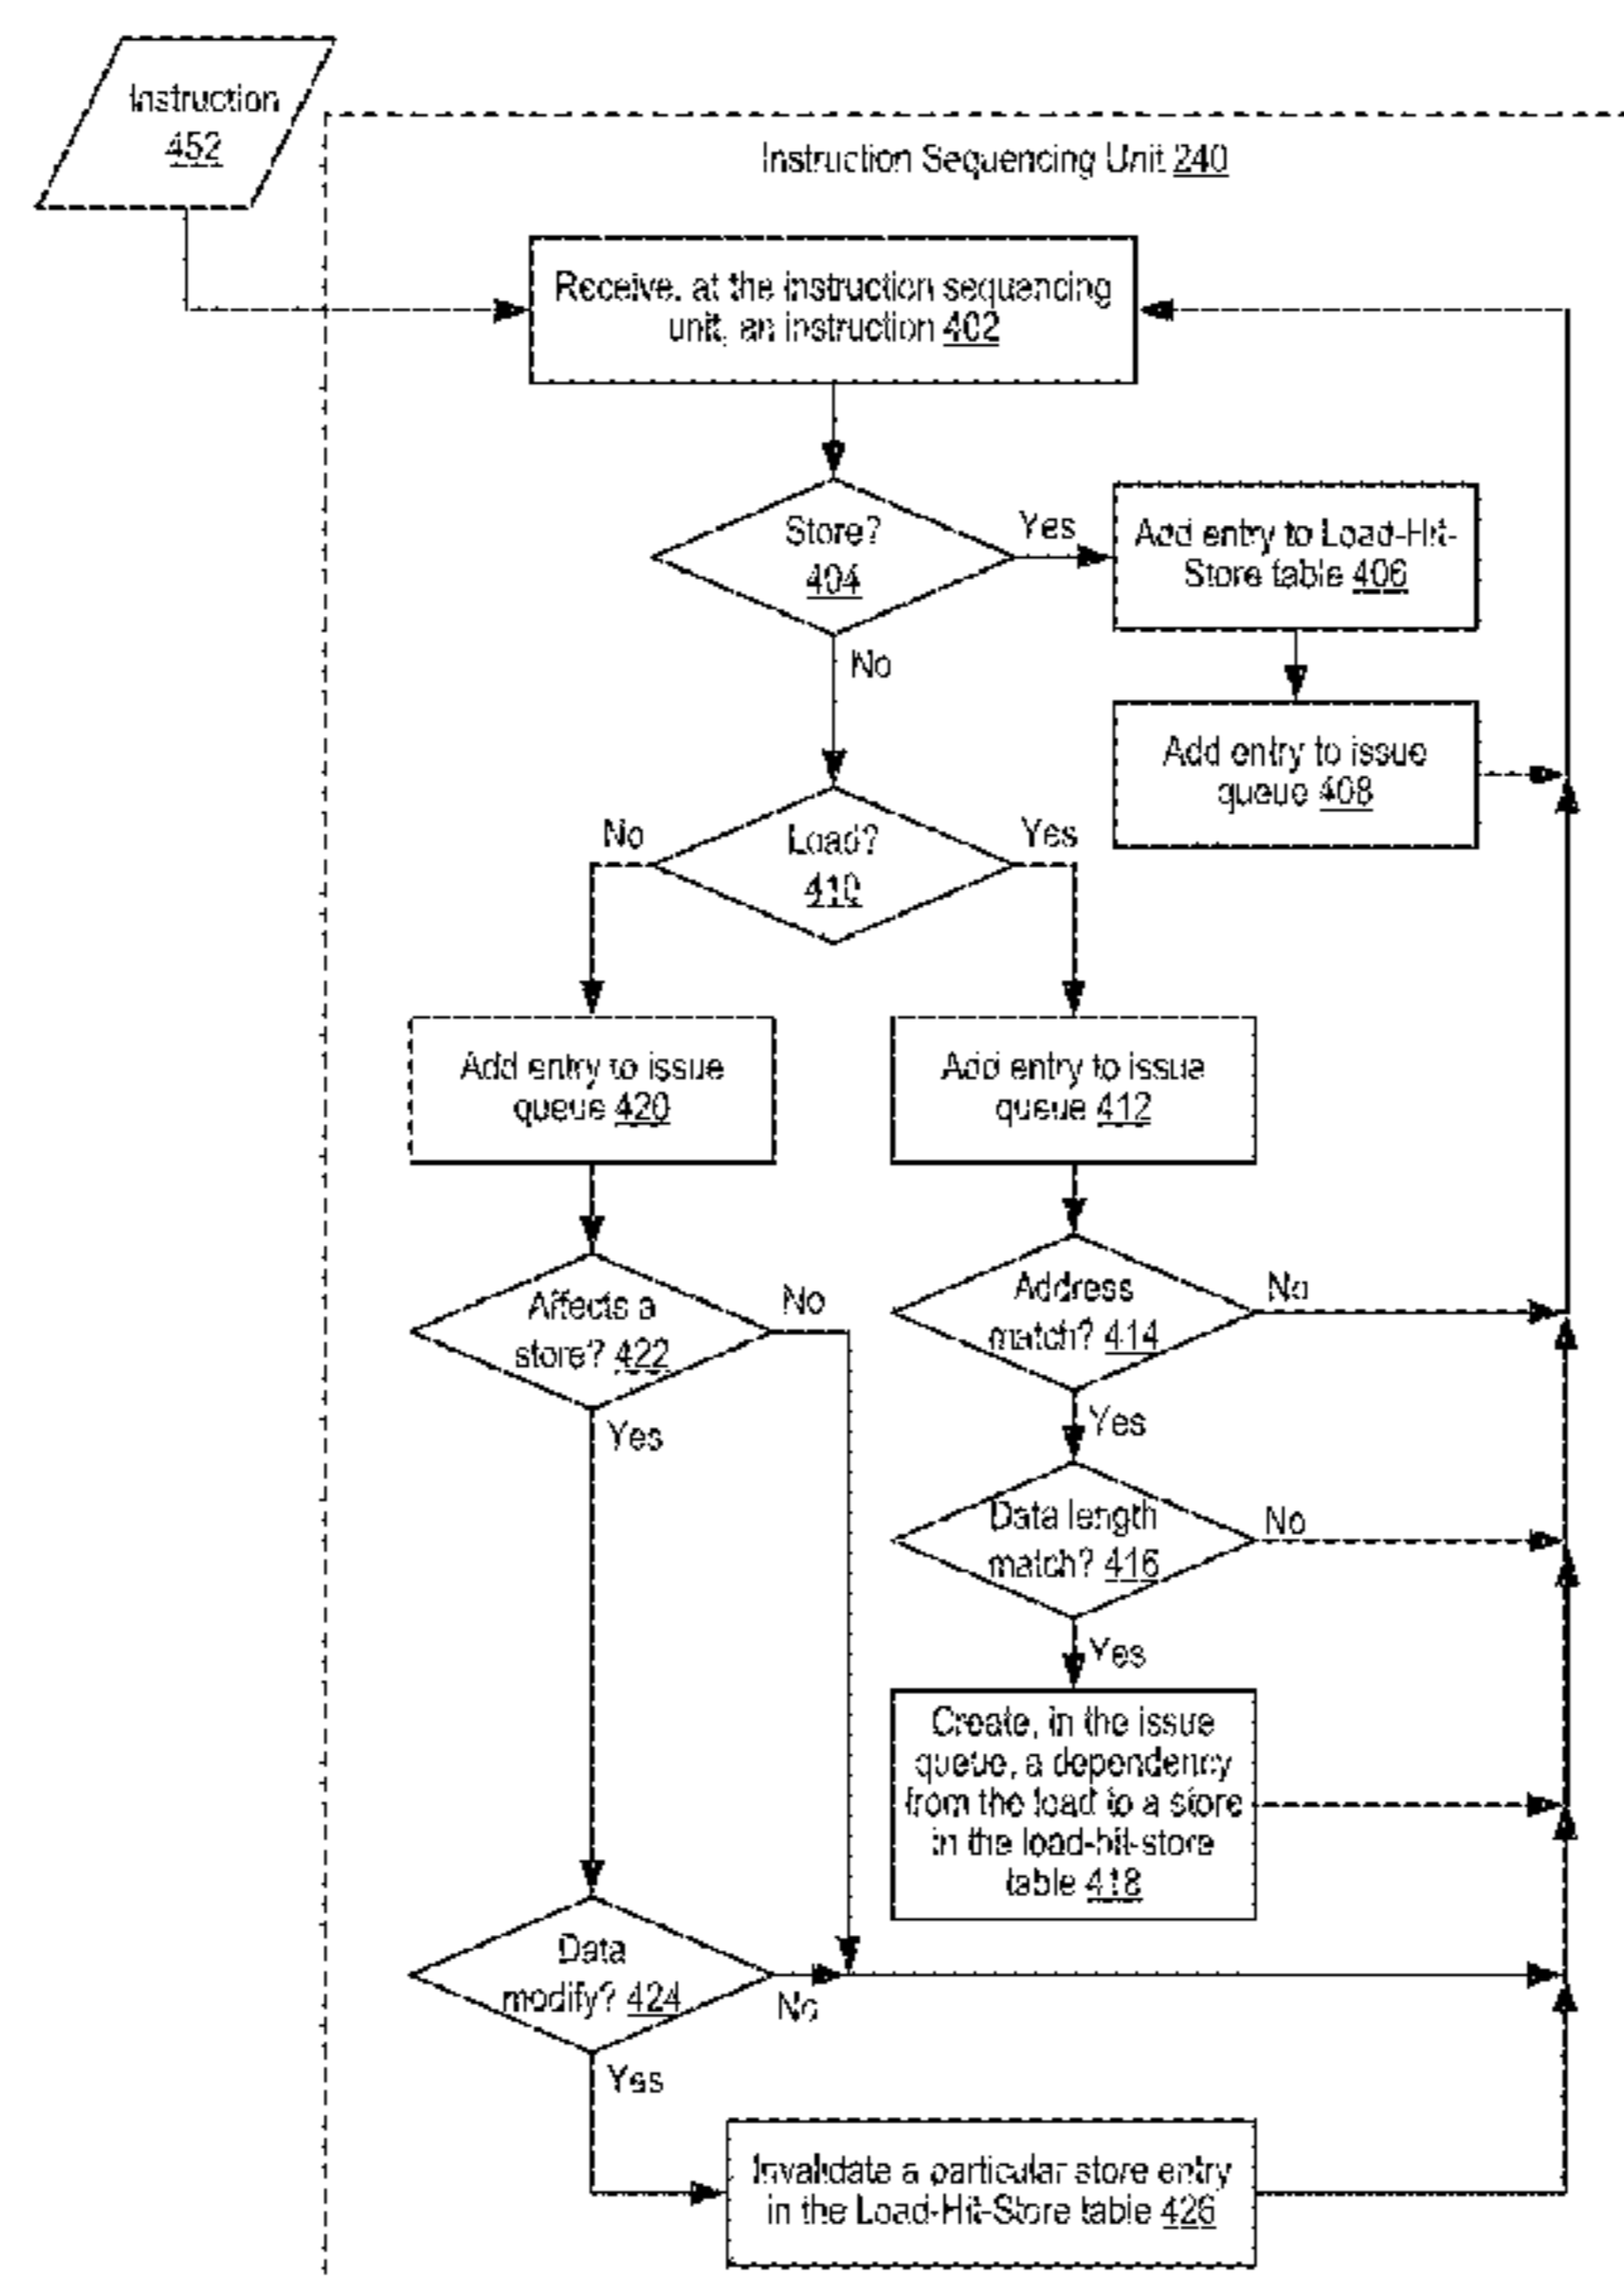 Instruction
452
Instruction Sequencing Unit 240
Receive, at the instruction sequencing
unit, an instruction 402
Store?
404
Yes
Add entry to Load-Hit-
Store table 406
No
Add entry to issue
queue 408
No
Load?
410
Yes
Add entry to issue
queue 420
Add entry to issue
queue 412
Affects a
store? 422
No
Address
match? 414
No
Yes
Yes
Data length
match? 416
No
Yes
Create, in the issue
queue, a dependency
from the load to a store
in the load-hit-store
table 418
Data
modify? 424
No
Yes
Invalidate a particular store entry
in the Load-Hit-Store table 426